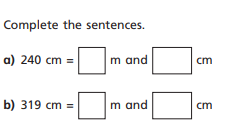 Complete the sentences.
a) 240 cm = m and cm
b) 319 cm = m and cm